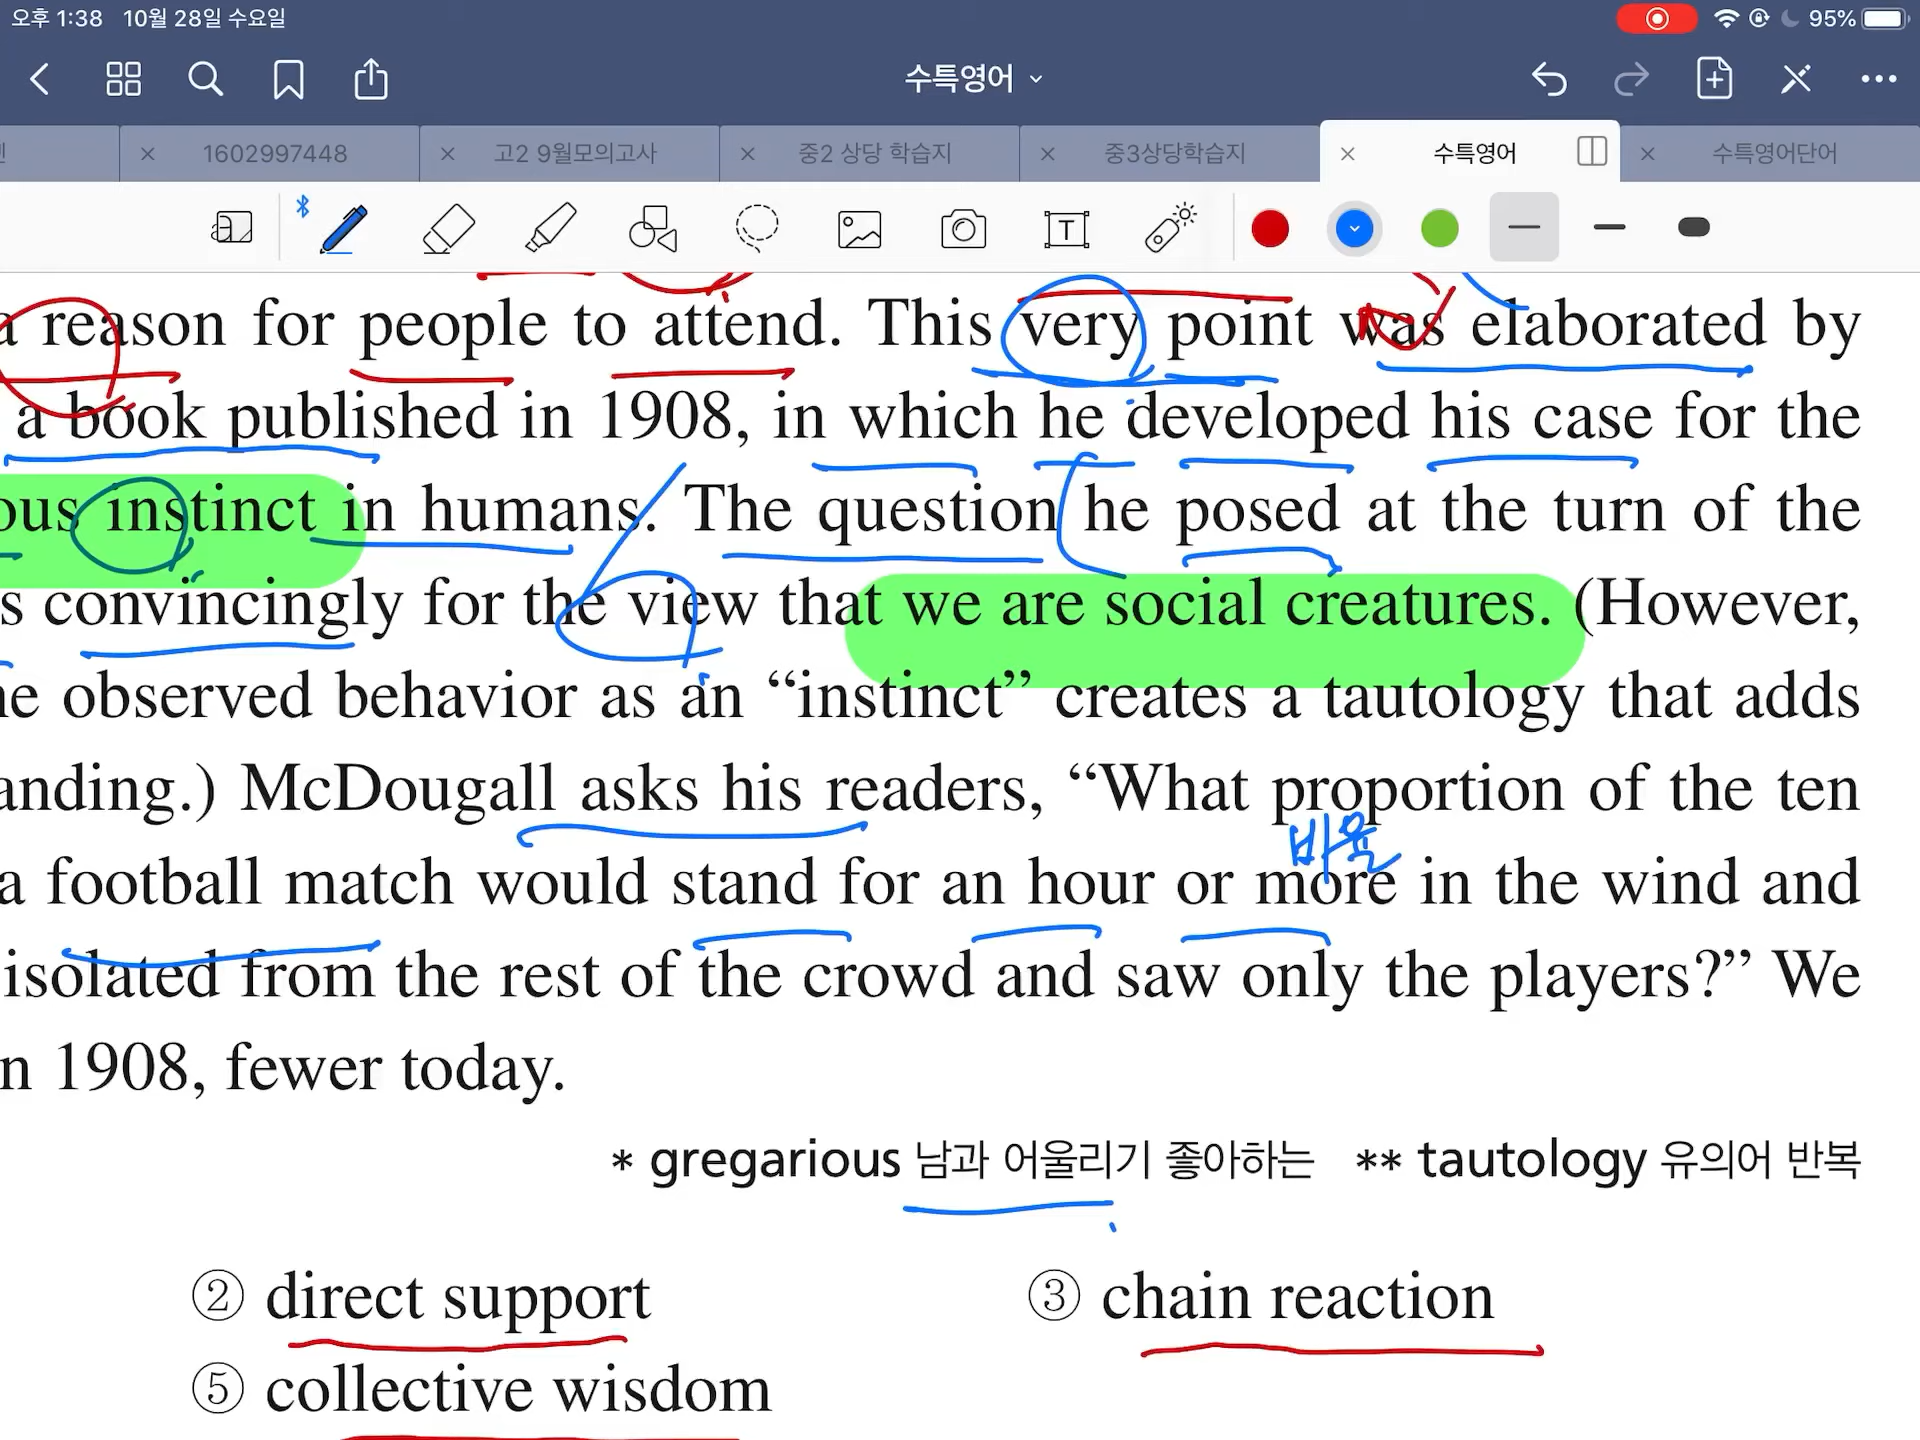 오후 1:38 10월 28일 수요일 95%
수특영어
1602997448 고2 9월모의고사 중2 상당 학습지 중3상당학습지 수특영어 수특영어단어
a reason for people to attend. This very point was elaborated by
a book published in 1908, in which he developed his case for the
ous instinct in humans. The question he posed at the turn of the
s convincingly for the view that we are social creatures. (However,
ne observed behavior as an “instinct” creates a tautology that adds
anding.) McDougall asks his readers, “What proportion of the ten
비율
a football match would stand for an hour or more in the wind and
isolated from the rest of the crowd and saw only the players?” We
n 1908, fewer today.
* gregarious 남과 어울리기 좋아하는 ** tautology 유의어 반복
② direct support ③ chain reaction
⑤ collective wisdom